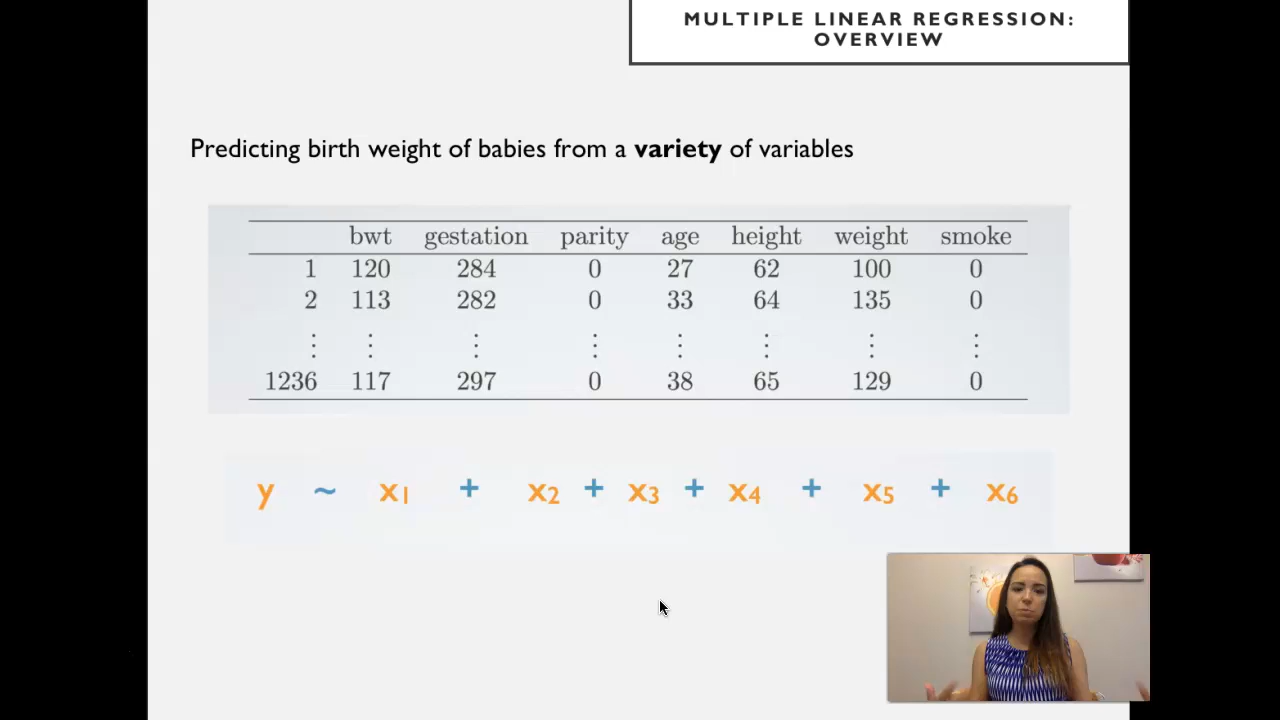 MULTIPLE LINEAR REGRESSION:
OVERVIEW
Predicting birth weight of babies from a variety of variables
bwt gestation parity age height weight smoke
1 120 284 0 27 62 100 0
2 113 282 0 33 64 135 0
⋮ ⋮ ⋮ ⋮ ⋮ ⋮ ⋮ ⋮
1236 117 297 0 38 65 129 0
y ~ x₁ + x₂ + x₃ + x₄ + x₅ + x₆